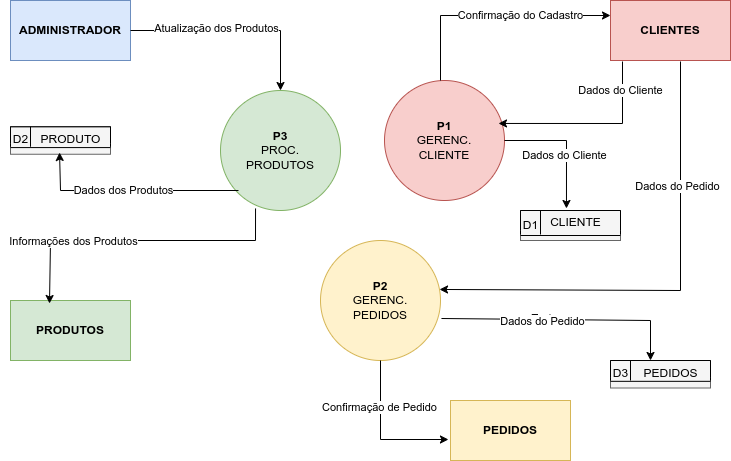 ADMINISTRADOR
Atualização dos Produtos
Confirmação do Cadastro
CLIENTES
Dados do Cliente
P3
PROC.
PRODUTOS
P1
GERENC.
CLIENTE
D2
PRODUTO
Dados do Cliente
Dados dos Produtos
Dados do Pedido
D1
CLIENTE
Informações dos Produtos
P2
GERENC.
PEDIDOS
PRODUTOS
Dados do Pedido
D3
PEDIDOS
Confirmação de Pedido
PEDIDOS